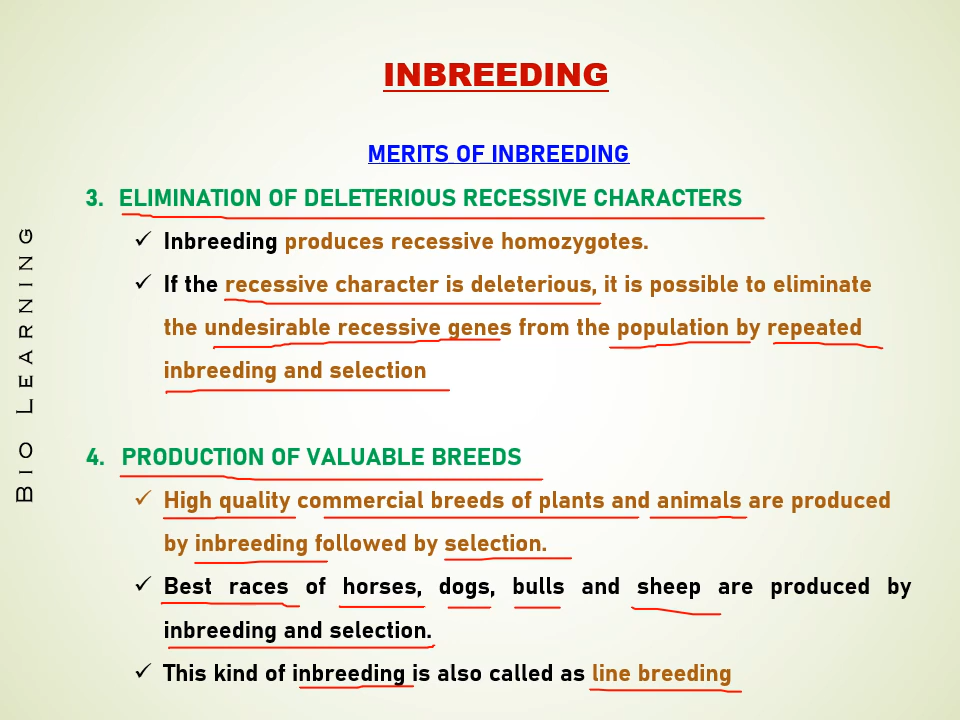 INBREEDING
MERITS OF INBREEDING
3. ELIMINATION OF DELETERIOUS RECESSIVE CHARACTERS
✓ Inbreeding produces recessive homozygotes.
✓ If the recessive character is deleterious, it is possible to eliminate
the undesirable recessive genes from the population by repeated
inbreeding and selection
4. PRODUCTION OF VALUABLE BREEDS
✓ High quality commercial breeds of plants and animals are produced
by inbreeding followed by selection.
✓ Best races of horses, dogs, bulls and sheep are produced by
inbreeding and selection.
✓ This kind of inbreeding is also called as line breeding
BIO LEARNING